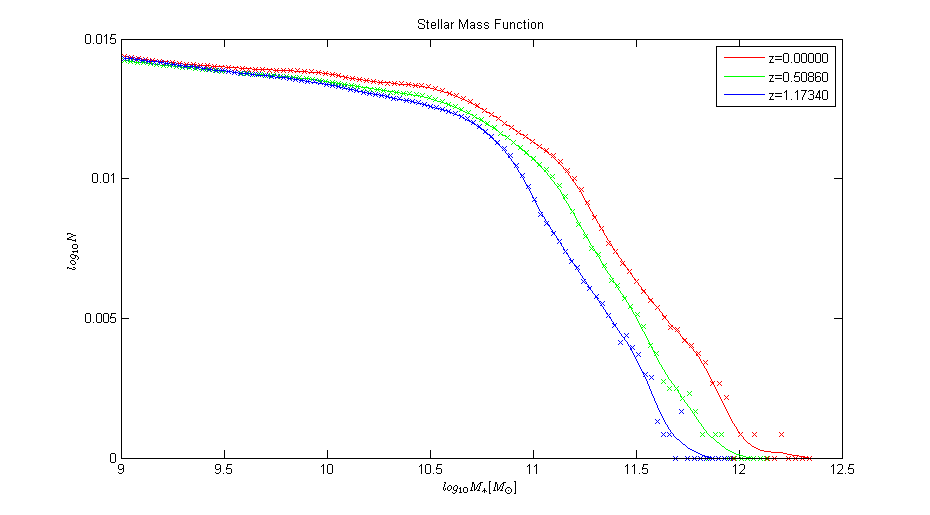 Stellar Mass Function
0.015
0.01
0.005
0
log₁₀N
z=0.00000
z=0.50860
z=1.17340
9 9.5 10 10.5 11 11.5 12 12.5
log₁₀M*[M⊙]